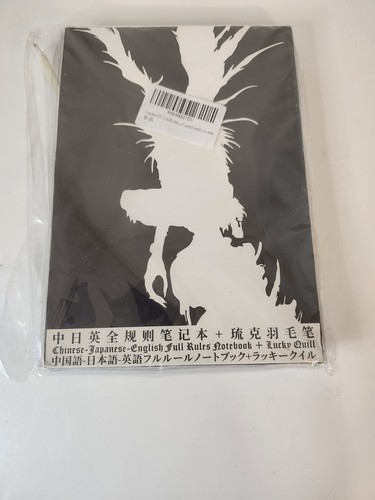 中日英全规则笔记本 + 琉克羽毛笔
Chinese-Japanese-English Full Rules Notebook + Lucky Quill
中国語-日本語-英語フルルールノートブック+ラッキークイル